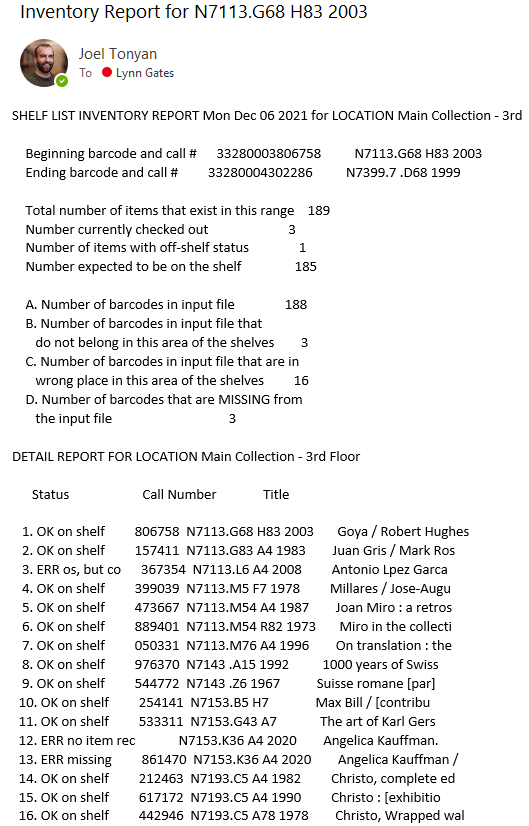 Inventory Report for N7113.G68 H83 2003
Joel Tonyan
To Lynn Gates
SHELF LIST INVENTORY REPORT Mon Dec 06 2021 for LOCATION Main Collection - 3rd
Beginning barcode and call # 33280003806758 N7113.G68 H83 2003
Ending barcode and call # 33280004302286 N7399.7 .D68 1999
Total number of items that exist in this range 189
Number currently checked out 3
Number of items with off-shelf status 1
Number expected to be on the shelf 185
A. Number of barcodes in input file 188
B. Number of barcodes in input file that
do not belong in this area of the shelves 3
C. Number of barcodes in input file that are in
wrong place in this area of the shelves 16
D. Number of barcodes that are MISSING from
the input file 3
DETAIL REPORT FOR LOCATION Main Collection - 3rd Floor
Status Call Number Title
1. OK on shelf 806758 N7113.G68 H83 2003 Goya / Robert Hughes
2. OK on shelf 157411 N7113.G83 A4 1983 Juan Gris / Mark Ros
3. ERR os, but co 367354 N7113.L6 A4 2008 Antonio Lpez Garca
4. OK on shelf 399039 N7113.M5 F7 1978 Millares / Jose-Augu
5. OK on shelf 473667 N7113.M54 A4 1987 Joan Miro : a retros
6. OK on shelf 889401 N7113.M54 R82 1973 Miro in the collecti
7. OK on shelf 050331 N7113.M76 A4 1996 On translation : the
8. OK on shelf 976370 N7143 .A15 1992 1000 years of Swiss
9. OK on shelf 544772 N7143 .Z6 1967 Suisse romane [par]
10. OK on shelf 254141 N7153.B5 H7 Max Bill / [contribu
11. OK on shelf 533311 N7153.G43 A7 The art of Karl Gers
12. ERR no item rec N7153.K36 A4 2020 Angelica Kauffman.
13. ERR missing 861470 N7153.K36 A4 2020 Angelica Kauffman /
14. OK on shelf 212463 N7193.C5 A4 1982 Christo, complete ed
15. OK on shelf 617172 N7193.C5 A4 1990 Christo : [exhibitio
16. OK on shelf 442946 N7193.C5 A78 1978 Christo, Wrapped wal